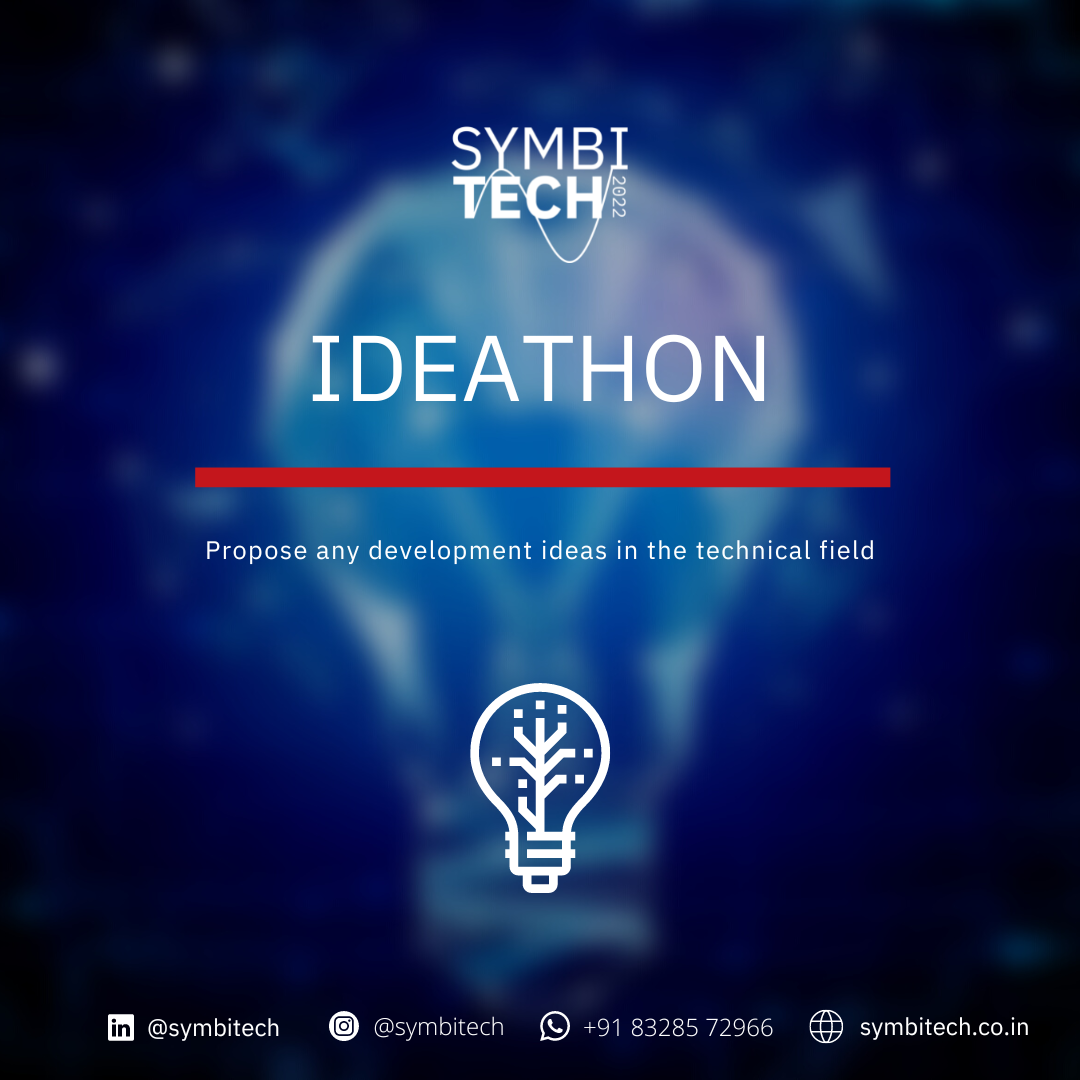 SYMBI
TECH 2022
IDEATHON
Propose any development ideas in the technical field
@symbitech @symbitech +91 83285 72966 symbitech.co.in